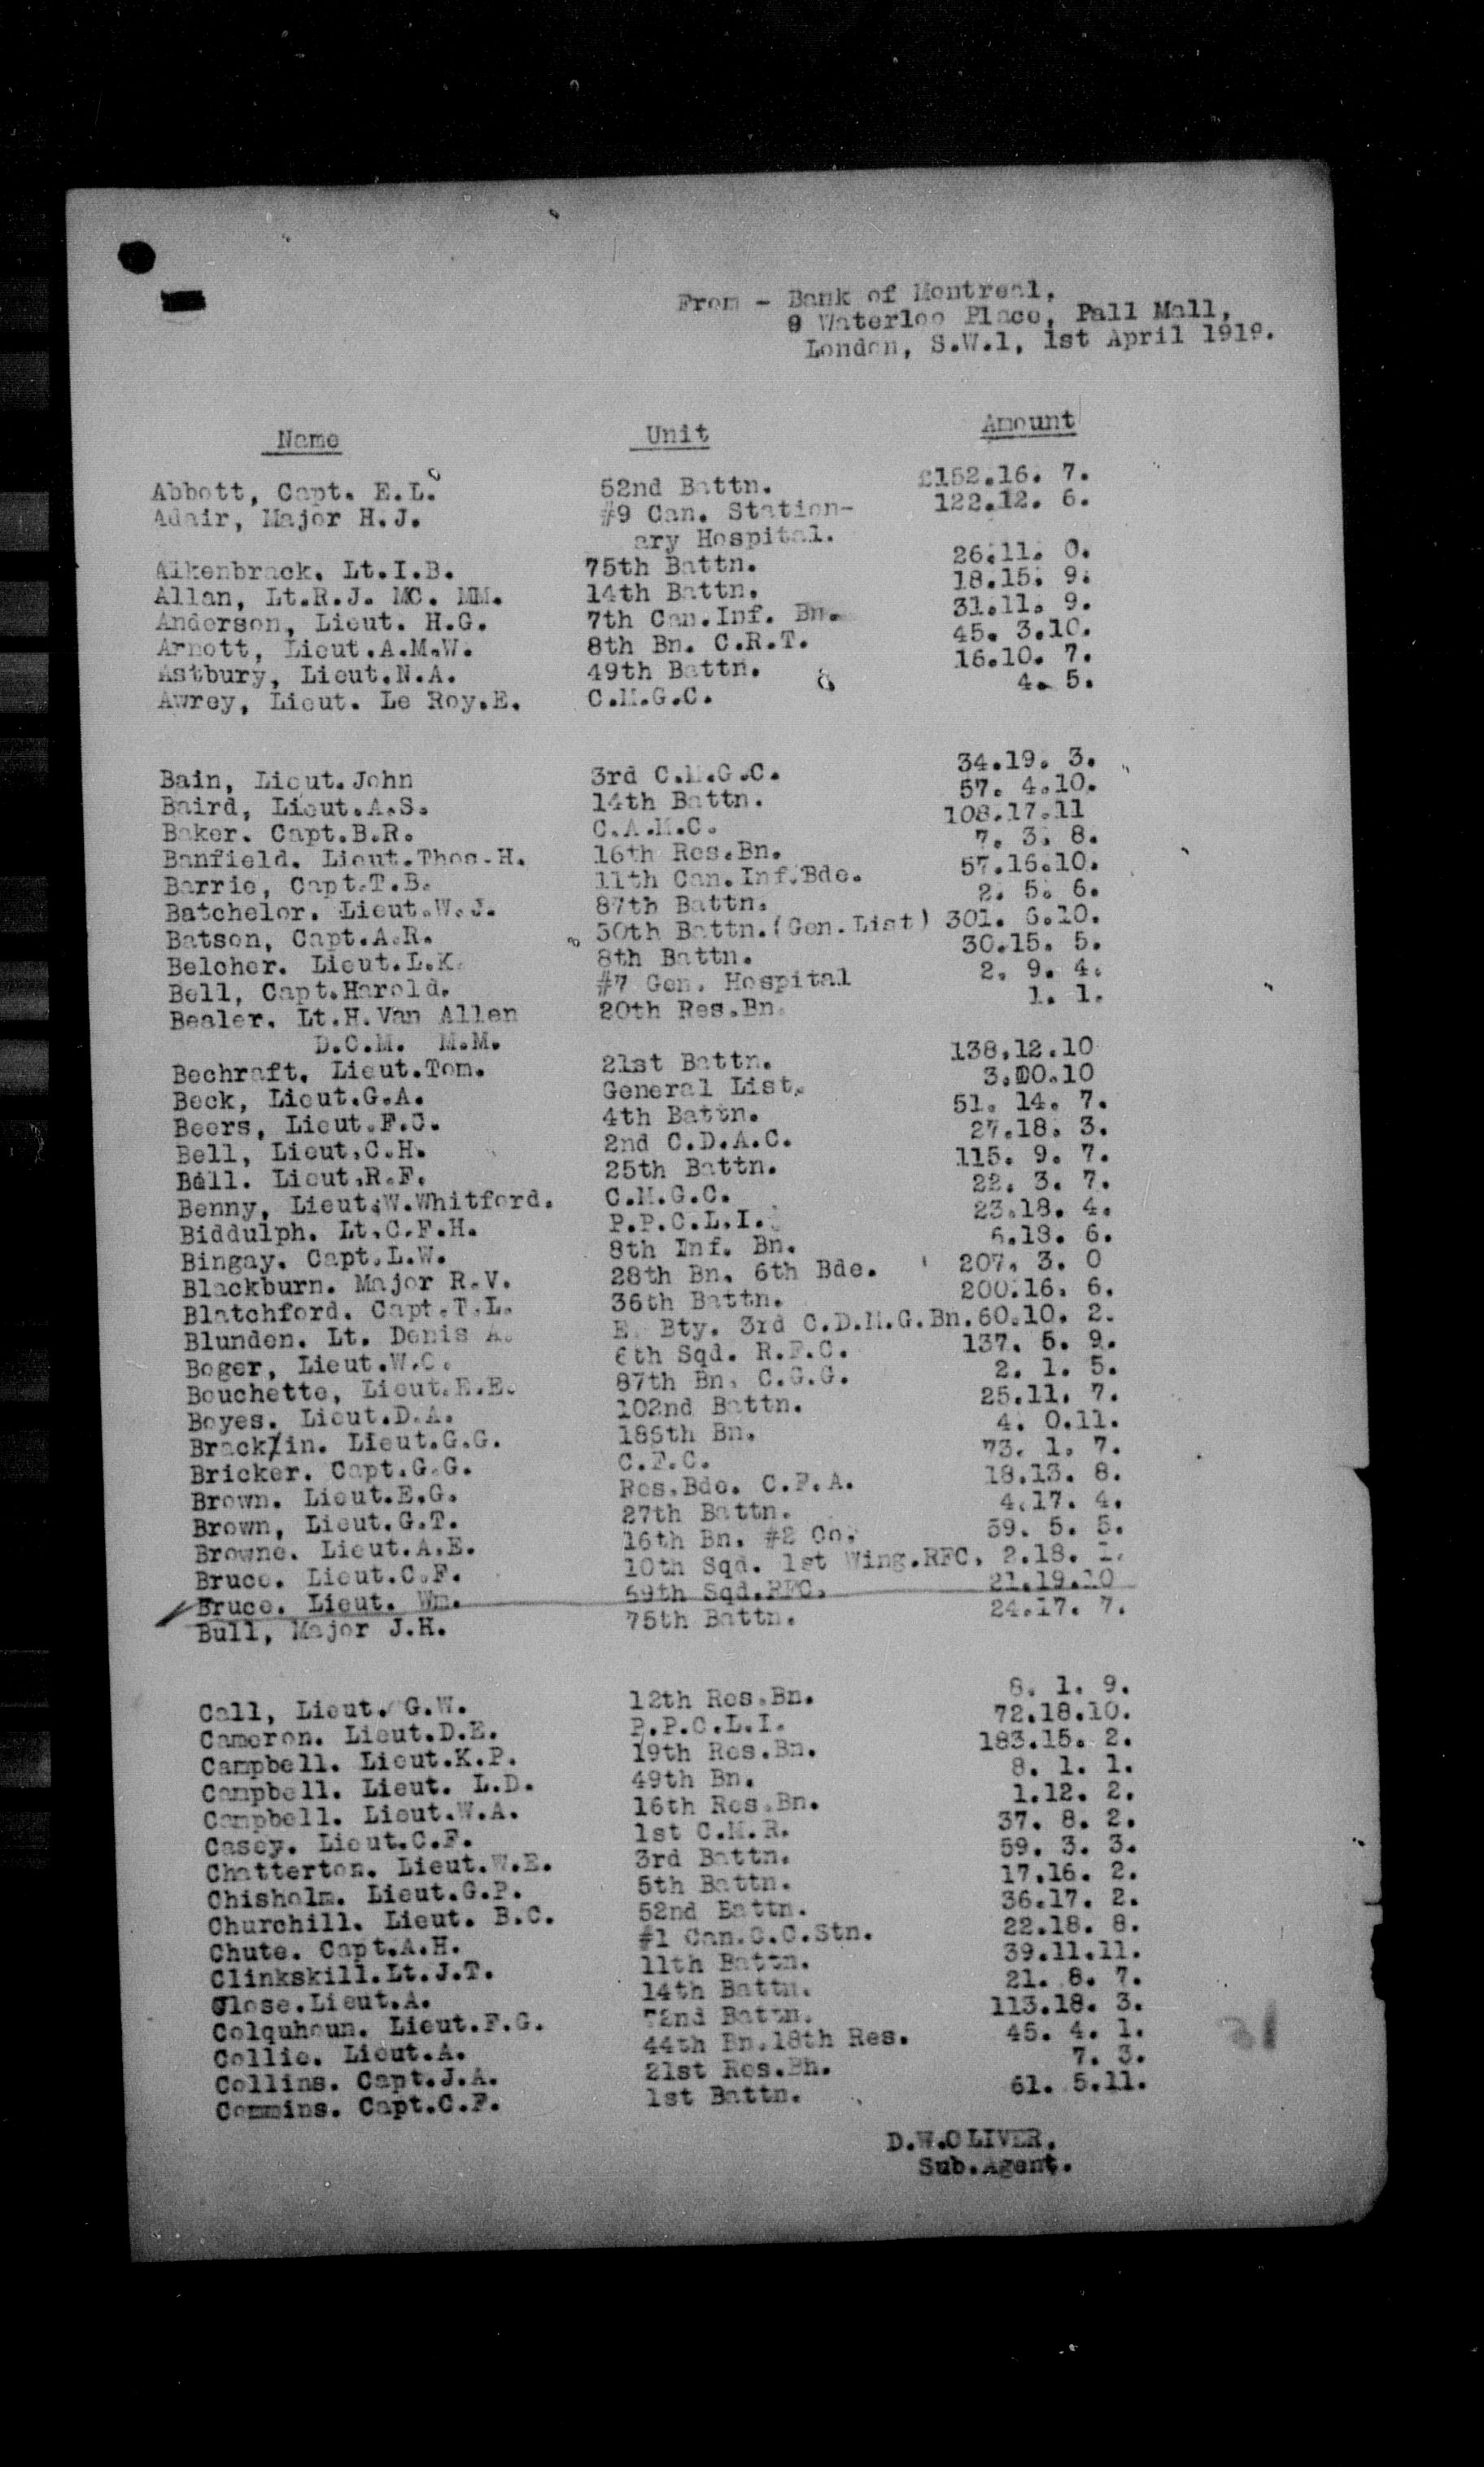 From - Bank of Montreal,
9 Waterloo Place, Pall Mall,
London, S.W.1, 1st April 1919.
Name Unit Amount
Abbott, Capt. E.L. 52nd Battn. £152.16. 7.
Adair, Major H.J. #9 Can. Station- 122.12. 6.
ary Hospital.
Aikenbrack. Lt.I.B. 75th Battn. 26.11. 0.
Allan, Lt.R.J. MC. MM. 14th Battn. 18.15. 9.
Anderson, Lieut. H.G. 7th Can.Inf. Bn. 31.11. 9.
Arnott, Lieut.A.M.W. 8th Bn. C.R.T. 45. 3.10.
Astbury, Lieut.N.A. 49th Battn. 16.10. 7.
Awrey, Lieut. Le Roy.E. C.M.G.C. 4. 5.
Bain, Lieut.John 3rd C.M.G.C. 34.19. 3.
Baird, Lieut.A.S. 14th Battn. 57. 4.10.
Baker. Capt.B.R. C.A.M.C. 108.17.11
Banfield. Lieut.Thos.H. 16th Res.Bn. 7. 3. 8.
Barrie, Capt.T.B. 11th Can.Inf.Bde. 57.16.10.
Batchelor. Lieut.W.J. 87th Battn. 2. 5. 6.
Batson, Capt.A.R. 50th Battn.(Gen.List) 301. 6.10.
Belcher. Lieut.L.K. 8th Battn. 30.15. 5.
Bell, Capt.Harold. #7 Gen. Hospital 2. 9. 4.
Bealer. Lt.H.Van Allen 20th Res.Bn. 1. 1.
D.C.M. M.M.
Bechraft. Lieut.Tom. 21st Battn. 138.12.10
Beck, Lieut.G.A. General List. 3.10.10
Beers, Lieut.F.C. 4th Battn. 51. 14. 7.
Bell, Lieut.C.H. 2nd C.D.A.C. 27.18. 3.
Bell. Lieut.R.F. 25th Battn. 115. 9. 7.
Benny, Lieut.W.Whitford. C.M.G.C. 22. 3. 7.
Biddulph. Lt.C.F.H. P.P.C.L.I. 23.18. 4.
Bingay. Capt.L.W. 8th Inf. Bn. 6.18. 6.
Blackburn. Major R.V. 28th Bn. 6th Bde. 207. 3. 0
Blatchford. Capt.T.L. 36th Battn. 200.16. 6.
Blunden. Lt. Denis A. E. Bty. 3rd C.D.M.G.Bn.60.10. 2.
Boger, Lieut.W.O. 6th Sqd. R.F.C. 137. 5. 9.
Bouchette, Lieut.E.E. 87th Bn. C.G.G. 2. 1. 5.
Boyes. Lieut.D.A. 102nd Battn. 25.11. 7.
Bracklin. Lieut.G.G. 186th Bn. 4. 0.11.
Bricker. Capt.G.G. C.F.C. 73. 1. 7.
Brown. Lieut.E.G. Res.Bde. C.F.A. 18.13. 8.
Brown, Lieut.G.T. 27th Battn. 4.17. 4.
Browne. Lieut.A.E. 16th Bn. #2 Co. 59. 5. 5.
Bruce. Lieut.C.F. 10th Sqd. 1st Wing.RFC. 2.18. 1.
Bruce. Lieut. Wm. 69th Sqd.RFC. 21.19.10
Bull, Major J.H. 75th Battn. 24.17. 7.
Call, Lieut. G.W. 12th Res.Bn. 8. 1. 9.
Cameron. Lieut.D.E. P.P.C.L.I. 72.18.10.
Campbell. Lieut.K.P. 19th Res.Bn. 183.15. 2.
Campbell. Lieut. L.D. 49th Bn. 8. 1. 1.
Campbell. Lieut.W.A. 16th Res.Bn. 1.12. 2.
Casey. Lieut.C.F. 1st C.M.R. 37. 8. 2.
Chatterton. Lieut.W.E. 3rd Battn. 59. 3. 3.
Chisholm. Lieut.G.P. 5th Battn. 17.16. 2.
Churchill. Lieut. B.C. 52nd Battn. 36.17. 2.
Chute. Capt.A.H. #1 Can.C.C.Stn. 22.18. 8.
Clinkskill.Lt.J.T. 11th Battn. 39.11.11.
Close.Lieut.A. 14th Battn. 21. 8. 7.
Colquhoun. Lieut.F.G. 72nd Battn. 113.18. 3.
Collie. Lieut.A. 44th Bn.18th Res. 45. 4. 1.
Collins. Capt.J.A. 21st Res.Bn. 7. 3.
Commins. Capt.C.F. 1st Battn. 61. 5.11.
D.W.OLIVER.
Sub.Agent.